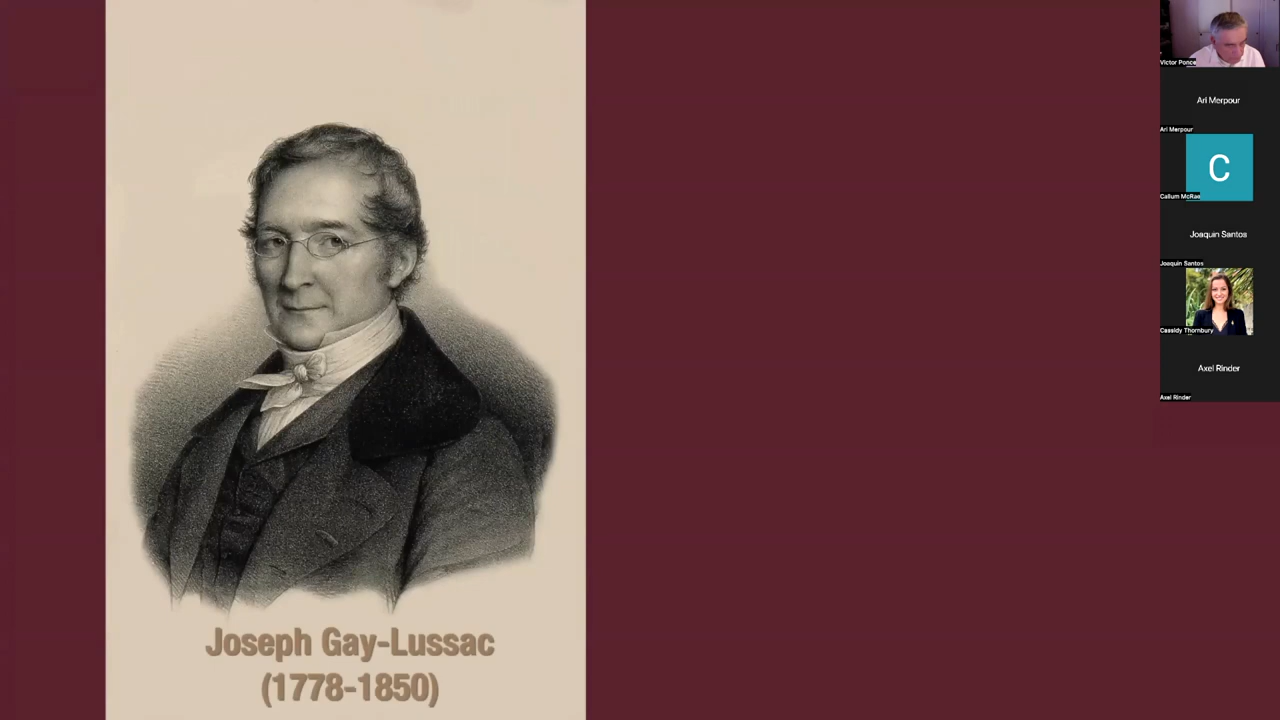 Joseph Gay-Lussac
(1778-1850)
Victor Ponce
Ari Merpour
Ari Merpour
C
Callum McRae
Joaquin Santos
Joaquin Santos
Cassidy Thornbury
Axel Rinder
Axel Rinder